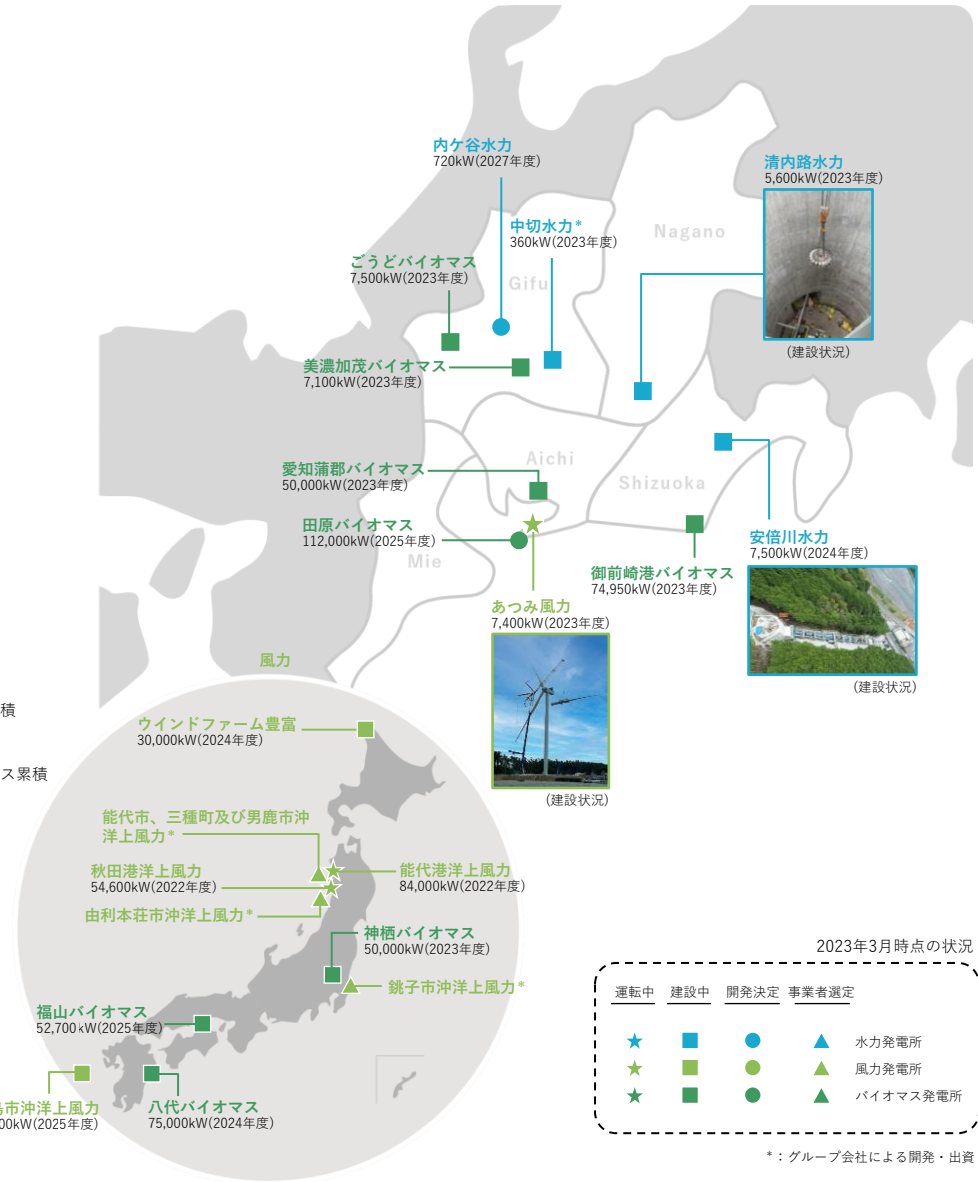 内ケ谷水力
720kW(2027年度)
清内路水力
5,600kW(2023年度)
中切水力*
360kW(2023年度)
Nagano
ごうどバイオマス
7,500kW(2023年度)
Gifu
(建設状況)
美濃加茂バイオマス
7,100kW(2023年度)
Aichi
愛知蒲郡バイオマス
50,000kW(2023年度)
Shizuoka
田原バイオマス
112,000kW(2025年度)
安倍川水力
7,500kW(2024年度)
Mie
御前崎港バイオマス
74,950kW(2023年度)
あつみ風力
7,400kW(2023年度)
(建設状況)
(建設状況)
風力
積
ウインドファーム豊富
30,000kW(2024年度)
ス累積
能代市、三種町及び男鹿市沖
洋上風力*
秋田港洋上風力
54,600kW(2022年度)
能代港洋上風力
84,000kW(2022年度)
由利本荘市沖洋上風力*
神栖バイオマス
50,000kW(2023年度)
銚子市沖洋上風力*
福山バイオマス
52,700kW(2025年度)
市沖洋上風力
00kW(2025年度)
八代バイオマス
75,000kW(2024年度)
2023年3月時点の状況
運転中 建設中 開発決定 事業者選定
水力発電所
風力発電所
バイオマス発電所
*：グループ会社による開発・出資